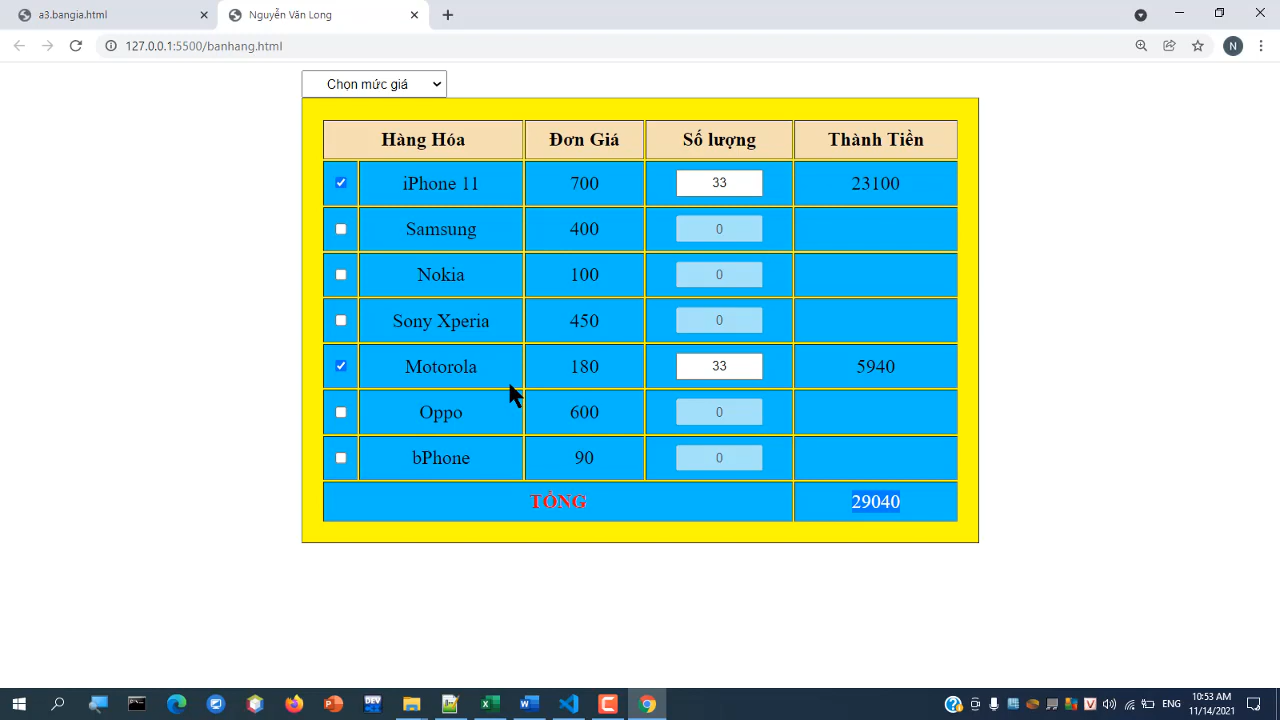 a3.bangia.html
Nguyễn Văn Long
127.0.0.1:5500/banhang.html
N
Chọn mức giá
Hàng Hóa Đơn Giá Số lượng Thành Tiền
iPhone 11 700 33 23100
Samsung 400 0
Nokia 100 0
Sony Xperia 450 0
Motorola 180 33 5940
Oppo 600 0
bPhone 90 0
TỔNG 29040
DEV
V
ENG
10:53 AM
11/14/2021